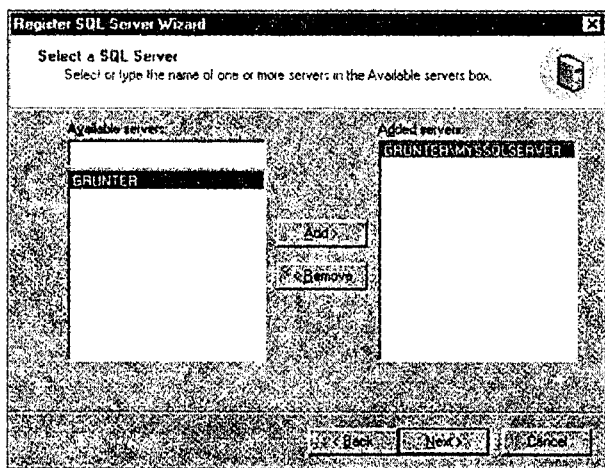 Register SQL Server Wizard
Select a SQL Server
Select or type the name of one or more servers in the Available servers box.
Available servers:
Added servers:
GRUNTER
GRUNTER\MYSSQLSERVER
Add >
< Remove
< Back
Next >
Cancel